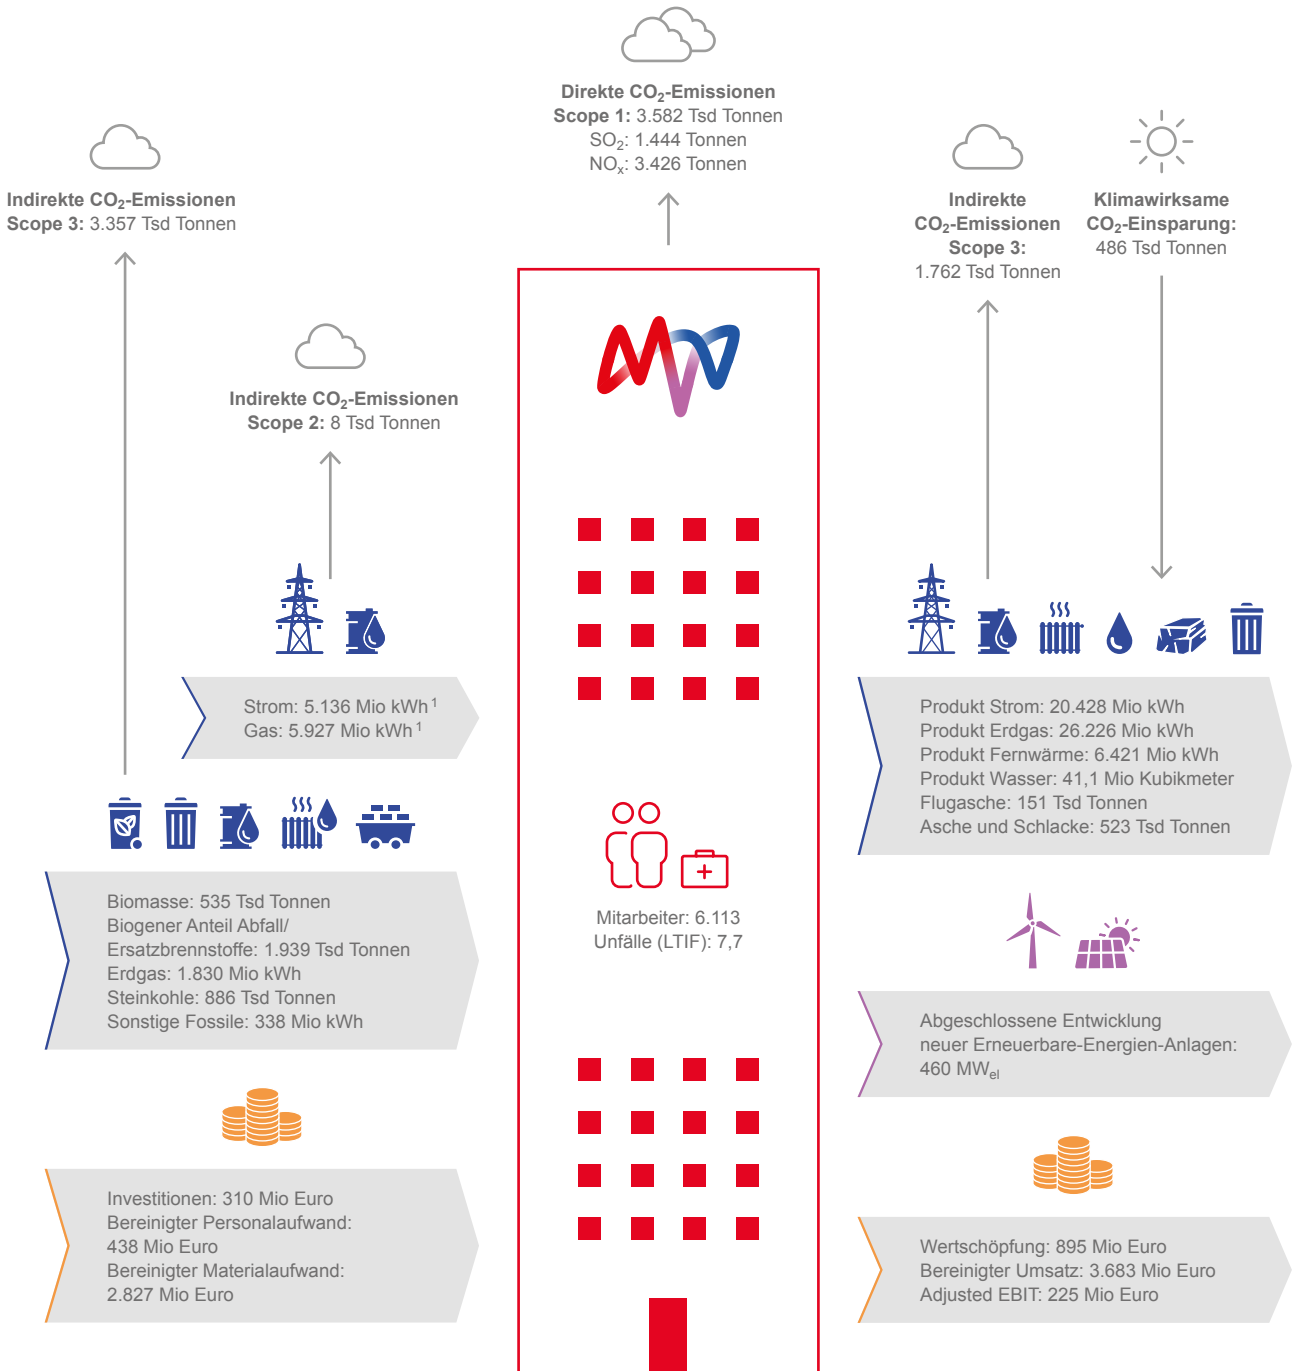 Direkte CO₂-Emissionen
Scope 1: 3.582 Tsd Tonnen
SO₂: 1.444 Tonnen
NOₓ: 3.426 Tonnen
Indirekte CO₂-Emissionen
Scope 3: 3.357 Tsd Tonnen
Indirekte
CO₂-Emissionen
Scope 3:
1.762 Tsd Tonnen
Klimawirksame
CO₂-Einsparung:
486 Tsd Tonnen
Indirekte CO₂-Emissionen
Scope 2: 8 Tsd Tonnen
MVV
Strom: 5.136 Mio kWh ¹
Gas: 5.927 Mio kWh ¹
Produkt Strom: 20.428 Mio kWh
Produkt Erdgas: 26.226 Mio kWh
Produkt Fernwärme: 6.421 Mio kWh
Produkt Wasser: 41,1 Mio Kubikmeter
Flugasche: 151 Tsd Tonnen
Asche und Schlacke: 523 Tsd Tonnen
Biomasse: 535 Tsd Tonnen
Biogener Anteil Abfall/
Ersatzbrennstoffe: 1.939 Tsd Tonnen
Erdgas: 1.830 Mio kWh
Steinkohle: 886 Tsd Tonnen
Sonstige Fossile: 338 Mio kWh
Mitarbeiter: 6.113
Unfälle (LTIF): 7,7
Abgeschlossene Entwicklung
neuer Erneuerbare-Energien-Anlagen:
460 MWₑₗ
Investitionen: 310 Mio Euro
Bereinigter Personalaufwand:
438 Mio Euro
Bereinigter Materialaufwand:
2.827 Mio Euro
Wertschöpfung: 895 Mio Euro
Bereinigter Umsatz: 3.683 Mio Euro
Adjusted EBIT: 225 Mio Euro